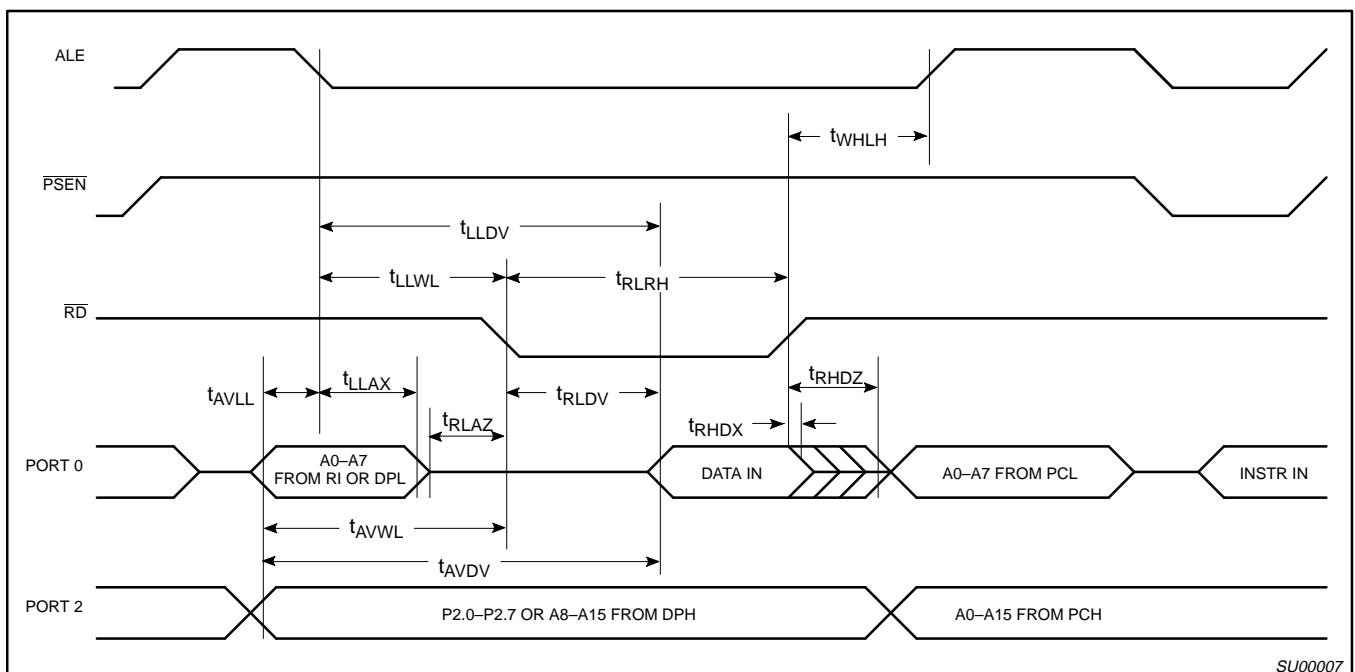 ALE
tWHLH
PSEN
tLLDV
tLLWL
tRLRH
RD
tAVLL
tLLAX
tRLDV
tRHDZ
tRLAZ
tRHDX
PORT 0
A0–A7
FROM RI OR DPL
DATA IN
A0–A7 FROM PCL
INSTR IN
tAVWL
tAVDV
PORT 2
P2.0–P2.7 OR A8–A15 FROM DPH
A0–A15 FROM PCH
SU00007